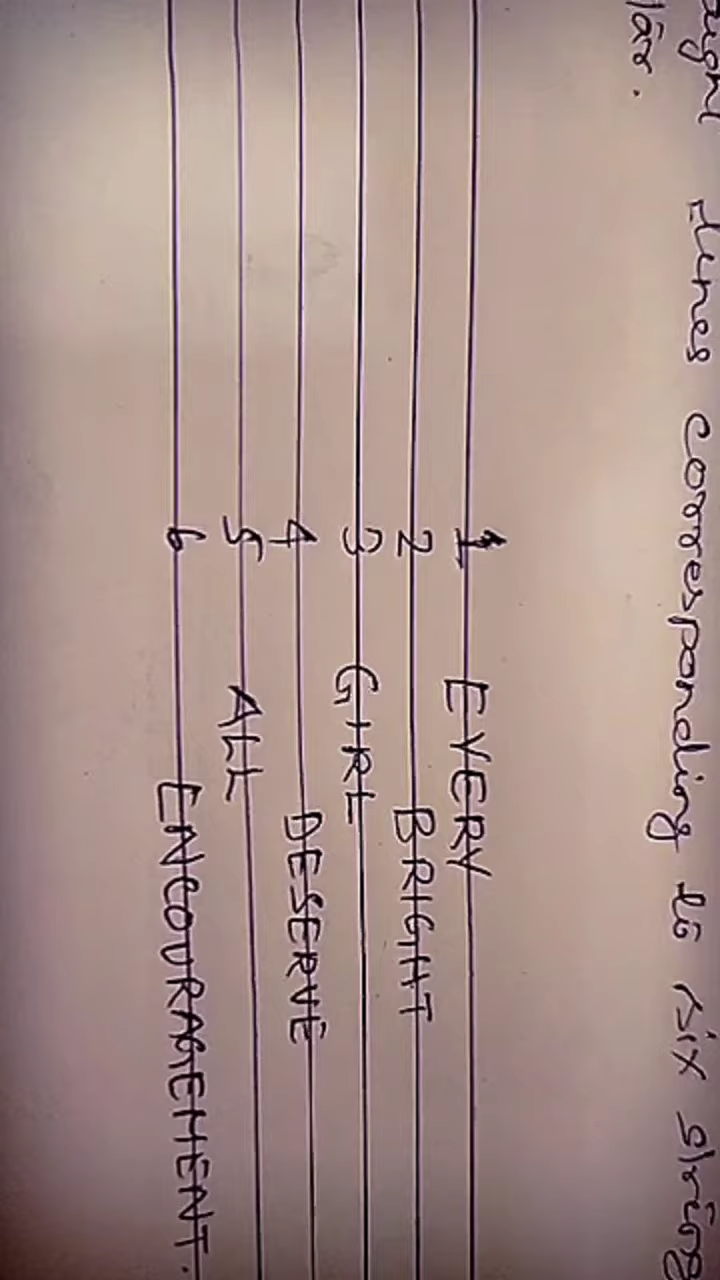 lines corresponding to six string
1 EVERY
2 BRIGHT
3 GIRL
4 DESERVE
5 ALL
6 ENCOURAGEMENT.